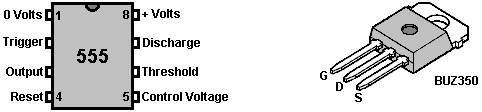 0 Volts 1 8 + Volts
Trigger Discharge
555
Output Threshold
Reset 4 5 Control Voltage
G
D
S
BUZ350